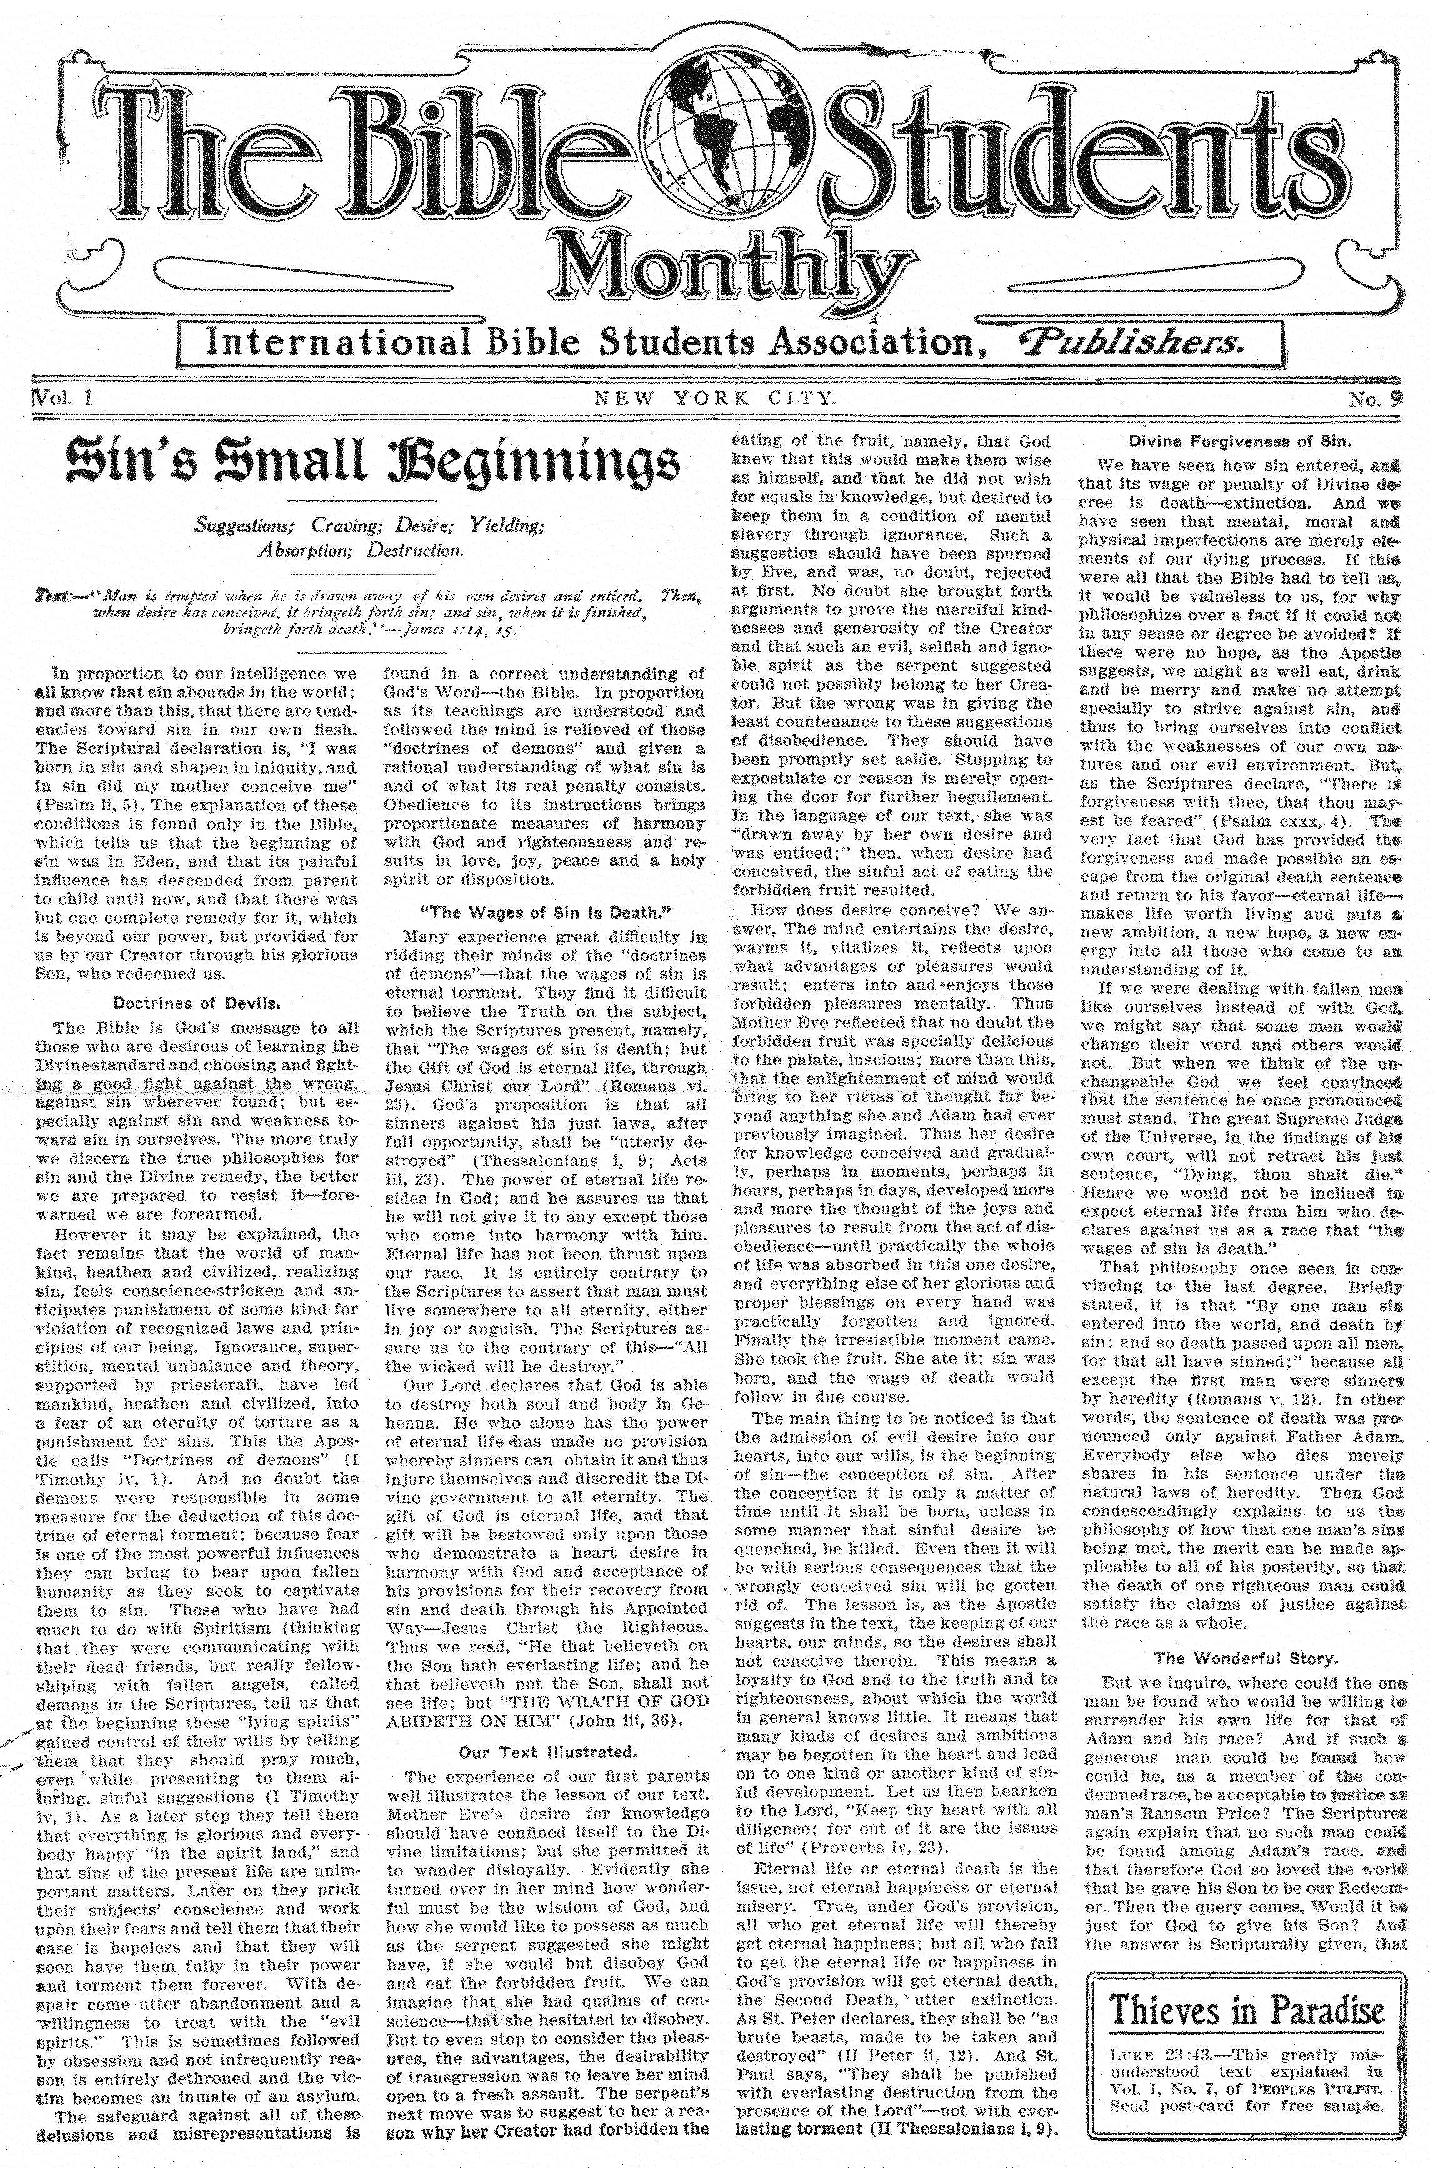 The Bible Students
Monthly
International Bible Students Association, Publishers.
Vol. 1 NEW YORK CITY. No. 9
Sin's Small Beginnings
Suggestions; Craving; Desire; Yielding;
Absorption; Destruction.
Text:—"Man is tempted when he is drawn away of his own desires and enticed. Then,
when desire has conceived, it bringeth forth sin; and sin, when it is finished,
bringeth forth death."—James 1:14, 15.
In proportion to our intelligence we
all know that sin abounds in the world;
and more than this, that there are tend-
encies toward sin in our own flesh.
The Scriptural declaration is, "I was
born in sin and shapen in iniquity, and
in sin did my mother conceive me"
(Psalm li, 5). The explanation of these
conditions is found only in the Bible,
which tells us that the beginning of
sin was in Eden, and that its painful
influence has descended from parent
to child until now, and that there was
but one complete remedy for it, which
is beyond our power, but provided for
us by our Creator through his glorious
Son, who redeemed us.
Doctrines of Devils.
The Bible is God's message to all
those who are desirous of learning the
Divine standard and choosing and fight-
ing a good fight against the wrong,
against sin wherever found; but es-
pecially against sin and weakness to-
ward sin in ourselves. The more truly
we discern the true philosophies for
sin and the Divine remedy, the better
we are prepared to resist it—fore-
warned we are forearmed.
However it may be explained, the
fact remains that the world of man-
kind, heathen and civilized, realizing
sin, feels conscience-stricken and an-
ticipates punishment of some kind for
violation of recognized laws and prin-
ciples of our being. Ignorance, super-
stition, mental unbalance and theory,
supported by priestcraft, have led
mankind, heathen and civilized, into
a fear of an eternity of torture as a
punishment for sins. This the Apos-
tle calls "Doctrines of demons" (I
Timothy iv, 1). And no doubt the
demons were responsible in some
measure for the deduction of this doc-
trine of eternal torment; because fear
is one of the most powerful influences
they can bring to bear upon fallen
humanity as they seek to captivate
them to sin. Those who have had
much to do with Spiritism (thinking
that they were communicating with
their dead friends, but really fellow-
shiping with fallen angels, called
demons in the Scriptures, tell us that
at the beginning these "lying spirits"
gained control of their wills by telling
them that they should pray much,
even while presenting to them al-
luring, sinful suggestions (I Timothy
iv, 1). As a later step they tell them
that everything is glorious and every-
body happy "in the spirit land," and
that sins of the present life are unim-
portant matters. Later on they prick
their subjects' conscience and work
upon their fears and tell them that their
case is hopeless and that they will
soon have them fully in their power
and torment them forever. With de-
spair come utter abandonment and a
willingness to treat with the "evil
spirits." This is sometimes followed
by obsession and not infrequently rea-
son is entirely dethroned and the vic-
tim becomes an inmate of an asylum.
The safeguard against all of these
delusions and misrepresentations is
found in a correct understanding of
God's Word—the Bible. In proportion
as its teachings are understood and
followed the mind is relieved of those
"doctrines of demons" and given a
rational understanding of what sin is
and of what its real penalty consists.
Obedience to its instructions brings
proportionate measures of harmony
with God and righteousness and re-
sults in love, joy, peace and a holy
spirit or disposition.
"The Wages of Sin Is Death."
Many experience great difficulty in
ridding their minds of the "doctrines
of demons"—that the wages of sin is
eternal torment. They find it difficult
to believe the Truth on the subject,
which the Scriptures present, namely,
that "The wages of sin is death; but
the Gift of God is eternal life, through
Jesus Christ our Lord" (Romans vi,
23). God's proposition is that all
sinners against his just laws, after
full opportunity, shall be "utterly de-
stroyed" (Thessalonians i, 9; Acts
iii, 23). The power of eternal life re-
sides in God; and he assures us that
he will not give it to any except those
who come into harmony with him.
Eternal life has not been thrust upon
our race. It is entirely contrary to
the Scriptures to assert that man must
live somewhere to all eternity, either
in joy or anguish. The Scriptures as-
sure us to the contrary of this—"All
the wicked will he destroy."
Our Lord declares that God is able
to destroy both soul and body in Ge-
henna. He who alone has the power
of eternal life has made no provision
whereby sinners can obtain it and thus
injure themselves and discredit the Di-
vine government to all eternity. The
gift of God is eternal life, and that
gift will be bestowed only upon those
who demonstrate a heart desire in
harmony with God and acceptance of
his provisions for their recovery from
sin and death through his Appointed
Way—Jesus Christ the Righteous.
Thus we read, "He that believeth on
the Son hath everlasting life; and he
that believeth not the Son, shall not
see life; but "THE WRATH OF GOD
ABIDETH ON HIM" (John iii, 36).
Our Text Illustrated.
The experience of our first parents
well illustrates the lesson of our text.
Mother Eve's desire for knowledge
should have confined itself to the Di-
vine limitations; but she permitted it
to wander disloyally. Evidently she
turned over in her mind how wonder-
ful must be the wisdom of God, and
how she would like to possess as much
as the serpent suggested she might
have, if she would but disobey God
and eat the forbidden fruit. We can
imagine that she had qualms of con-
science—that she hesitated to disobey.
But to even stop to consider the pleas-
ures, the advantages, the desirability
of transgression was to leave her mind
open to a fresh assault. The serpent's
next move was to suggest to her a rea-
son why her Creator had forbidden the
eating of the fruit, namely, that God
knew that this would make them wise
as himself, and that he did not wish
for equals in knowledge, but desired to
keep them in a condition of mental
slavery through ignorance. Such a
suggestion should have been spurned
by Eve, and was, no doubt, rejected
at first. No doubt she brought forth
arguments to prove the merciful kind-
nesses and generosity of the Creator
and that such an evil, selfish and igno-
ble spirit as the serpent suggested
could not possibly belong to her Crea-
tor. But the wrong was in giving the
least countenance to these suggestions
of disobedience. They should have
been promptly set aside. Stopping to
expostulate or reason is merely open-
ing the door for further beguilement.
In the language of our text, she was
"drawn away by her own desire and
was enticed;" then, when desire had
conceived, the sinful act of eating the
forbidden fruit resulted.
How does desire conceive? We an-
swer, The mind entertains the desire,
warms it, vitalizes it, reflects upon
what advantages or pleasures would
result; enters into and enjoys those
forbidden pleasures mentally. Thus
Mother Eve reflected that no doubt the
forbidden fruit was specially delicious
to the palate, luscious; more than this,
that the enlightenment of mind would
bring to her vistas of thought far be-
yond anything she and Adam had ever
previously imagined. Thus her desire
for knowledge conceived and gradual-
ly, perhaps in moments, perhaps in
hours, perhaps in days, developed more
and more the thought of the joys and
pleasures to result from the act of dis-
obedience—until practically the whole
of life was absorbed in this one desire,
and everything else of her glorious and
proper blessings on every hand was
practically forgotten and ignored.
Finally the irresistible moment came.
She took the fruit. She ate it; sin was
born, and the wage of death would
follow in due course.
The main thing to be noticed is that
the admission of evil desire into our
hearts, into our wills, is the beginning
of sin—the conception of sin. After
the conception it is only a matter of
time until it shall be born, unless in
some manner that sinful desire be
quenched, be killed. Even then it will
be with serious consequences that the
wrongly conceived sin will be gotten
rid of. The lesson is, as the Apostle
suggests in the text, the keeping of our
hearts, our minds, so the desires shall
not conceive therein. This means a
loyalty to God and to the truth and to
righteousness, about which the world
in general knows little. It means that
many kinds of desires and ambitions
may be begotten in the heart and lead
on to one kind or another kind of sin-
ful development. Let us then hearken
to the Lord, "Keep thy heart with all
diligence; for out of it are the issues
of life" (Proverbs iv, 23).
Eternal life or eternal death is the
issue, not eternal happiness or eternal
misery. True, under God's provision,
all who get eternal life will thereby
get eternal happiness; but all who fail
to get the eternal life or happiness in
God's provision will get eternal death,
the Second Death, utter extinction.
As St. Peter declares, they shall be "as
brute beasts, made to be taken and
destroyed" (II Peter ii, 12). And St.
Paul says, "They shall be punished
with everlasting destruction from the
presence of the Lord"—not with ever-
lasting torment (II Thessalonians i, 9).
Divine Forgiveness of Sin.
We have seen how sin entered, and
that its wage or penalty of Divine de-
cree is death—extinction. And we
have seen that mental, moral and
physical imperfections are merely ele-
ments of our dying process. If this
were all that the Bible had to tell us,
it would be valueless to us, for why
philosophize over a fact if it could not
in any sense or degree be avoided? If
there were no hope, as the Apostle
suggests, we might as well eat, drink
and be merry and make no attempt
specially to strive against sin, and
thus to bring ourselves into conflict
with the weaknesses of our own na-
tures and our evil environment. But,
as the Scriptures declare, "There is
forgiveness with thee, that thou may-
est be feared" (Psalm cxxx, 4). The
very fact that God has provided the
forgiveness and made possible an es-
cape from the original death sentence
and return to his favor—eternal life—
makes life worth living and puts a
new ambition, a new hope, a new en-
ergy into all those who come to an
understanding of it.
If we were dealing with fallen men
like ourselves instead of with God,
we might say that some men would
change their word and others would
not. But when we think of the un-
changeable God we feel convinced
that the sentence he once pronounced
must stand. The great Supreme Judge
of the Universe, in the findings of his
own court, will not retract his just
sentence, "Dying, thou shalt die."
Hence we would not be inclined to
expect eternal life from him who de-
clares against us as a race that "the
wages of sin is death."
That philosophy once seen is con-
vincing to the last degree. Briefly
stated, it is that "By one man sin
entered into the world, and death by
sin; and so death passed upon all men,
for that all have sinned;" because all
except the first man were sinners
by heredity (Romans v, 12). In other
words, the sentence of death was pro-
nounced only against Father Adam.
Everybody else who dies merely
shares in his sentence under the
natural laws of heredity. Then God
condescendingly explains to us the
philosophy of how that one man's sins
being met, the merit can be made ap-
plicable to all of his posterity, so that
the death of one righteous man could
satisfy the claims of justice against
the race as a whole.
The Wonderful Story.
But we inquire, where could the one
man be found who would be willing to
surrender his own life for that of
Adam and his race? And if such a
generous man could be found how
could he, as a member of the con-
demned race, be acceptable to justice as
man's Ransom Price? The Scriptures
again explain that no such man could
be found among Adam's race, and
that therefore God so loved the world
that he gave his Son to be our Redeem-
er. Then the query comes, Would it be
just for God to give his Son? And
the answer is Scripturally given, that
Thieves in Paradise
LUKE 23:43.—This greatly mis-
understood text explained in
Vol. I, No. 7, of PEOPLES PULPIT.
Send post-card for free sample.